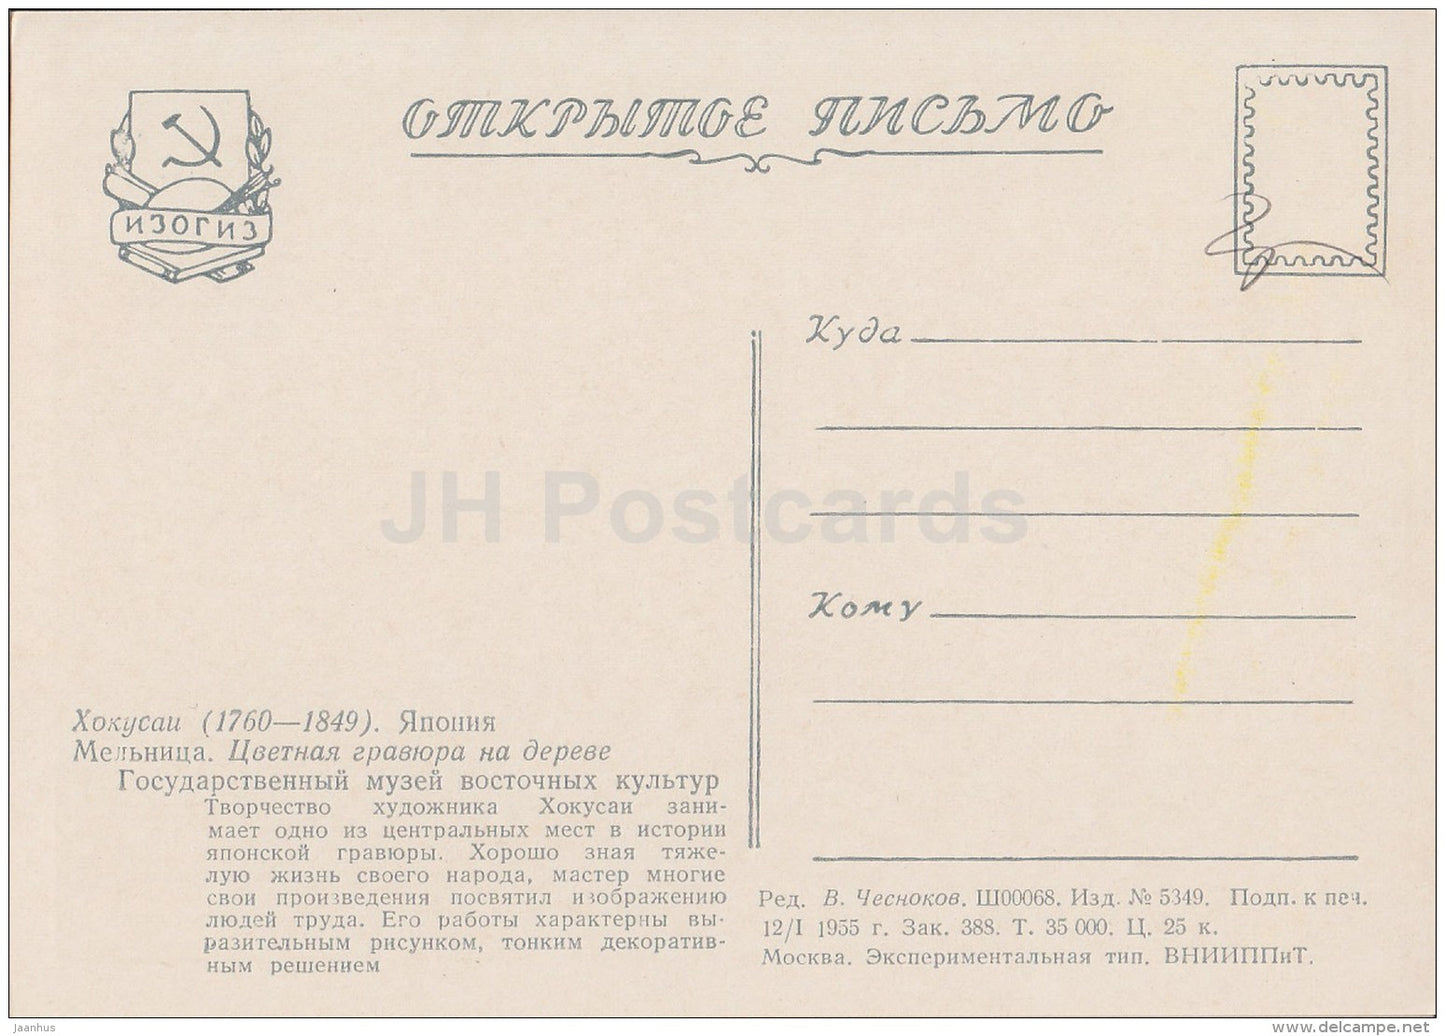 ОТКРЫТОЕ ПИСЬМО
ИЗОГИЗ
Куда
JH Postcards
Кому
Хокусаи (1760—1849). Япония
Мельница. Цветная гравюра на дереве
Государственный музей восточных культур
Творчество художника Хокусаи зани-
мает одно из центральных мест в истории
японской гравюры. Хорошо зная тяже-
лую жизнь своего народа, мастер многие
свои произведения посвятил изображению
людей труда. Его работы характерны вы-
разительным рисунком, тонким декоратив-
ным решением
Ред. В. Чесноков. Ш00068. Изд. № 5349. Подп. к печ.
12/I 1955 г. Зак. 388. Т. 35 000. Ц. 25 к.
Москва. Экспериментальная тип. ВНИИППиТ.
jaanhus
www.delcampe.net